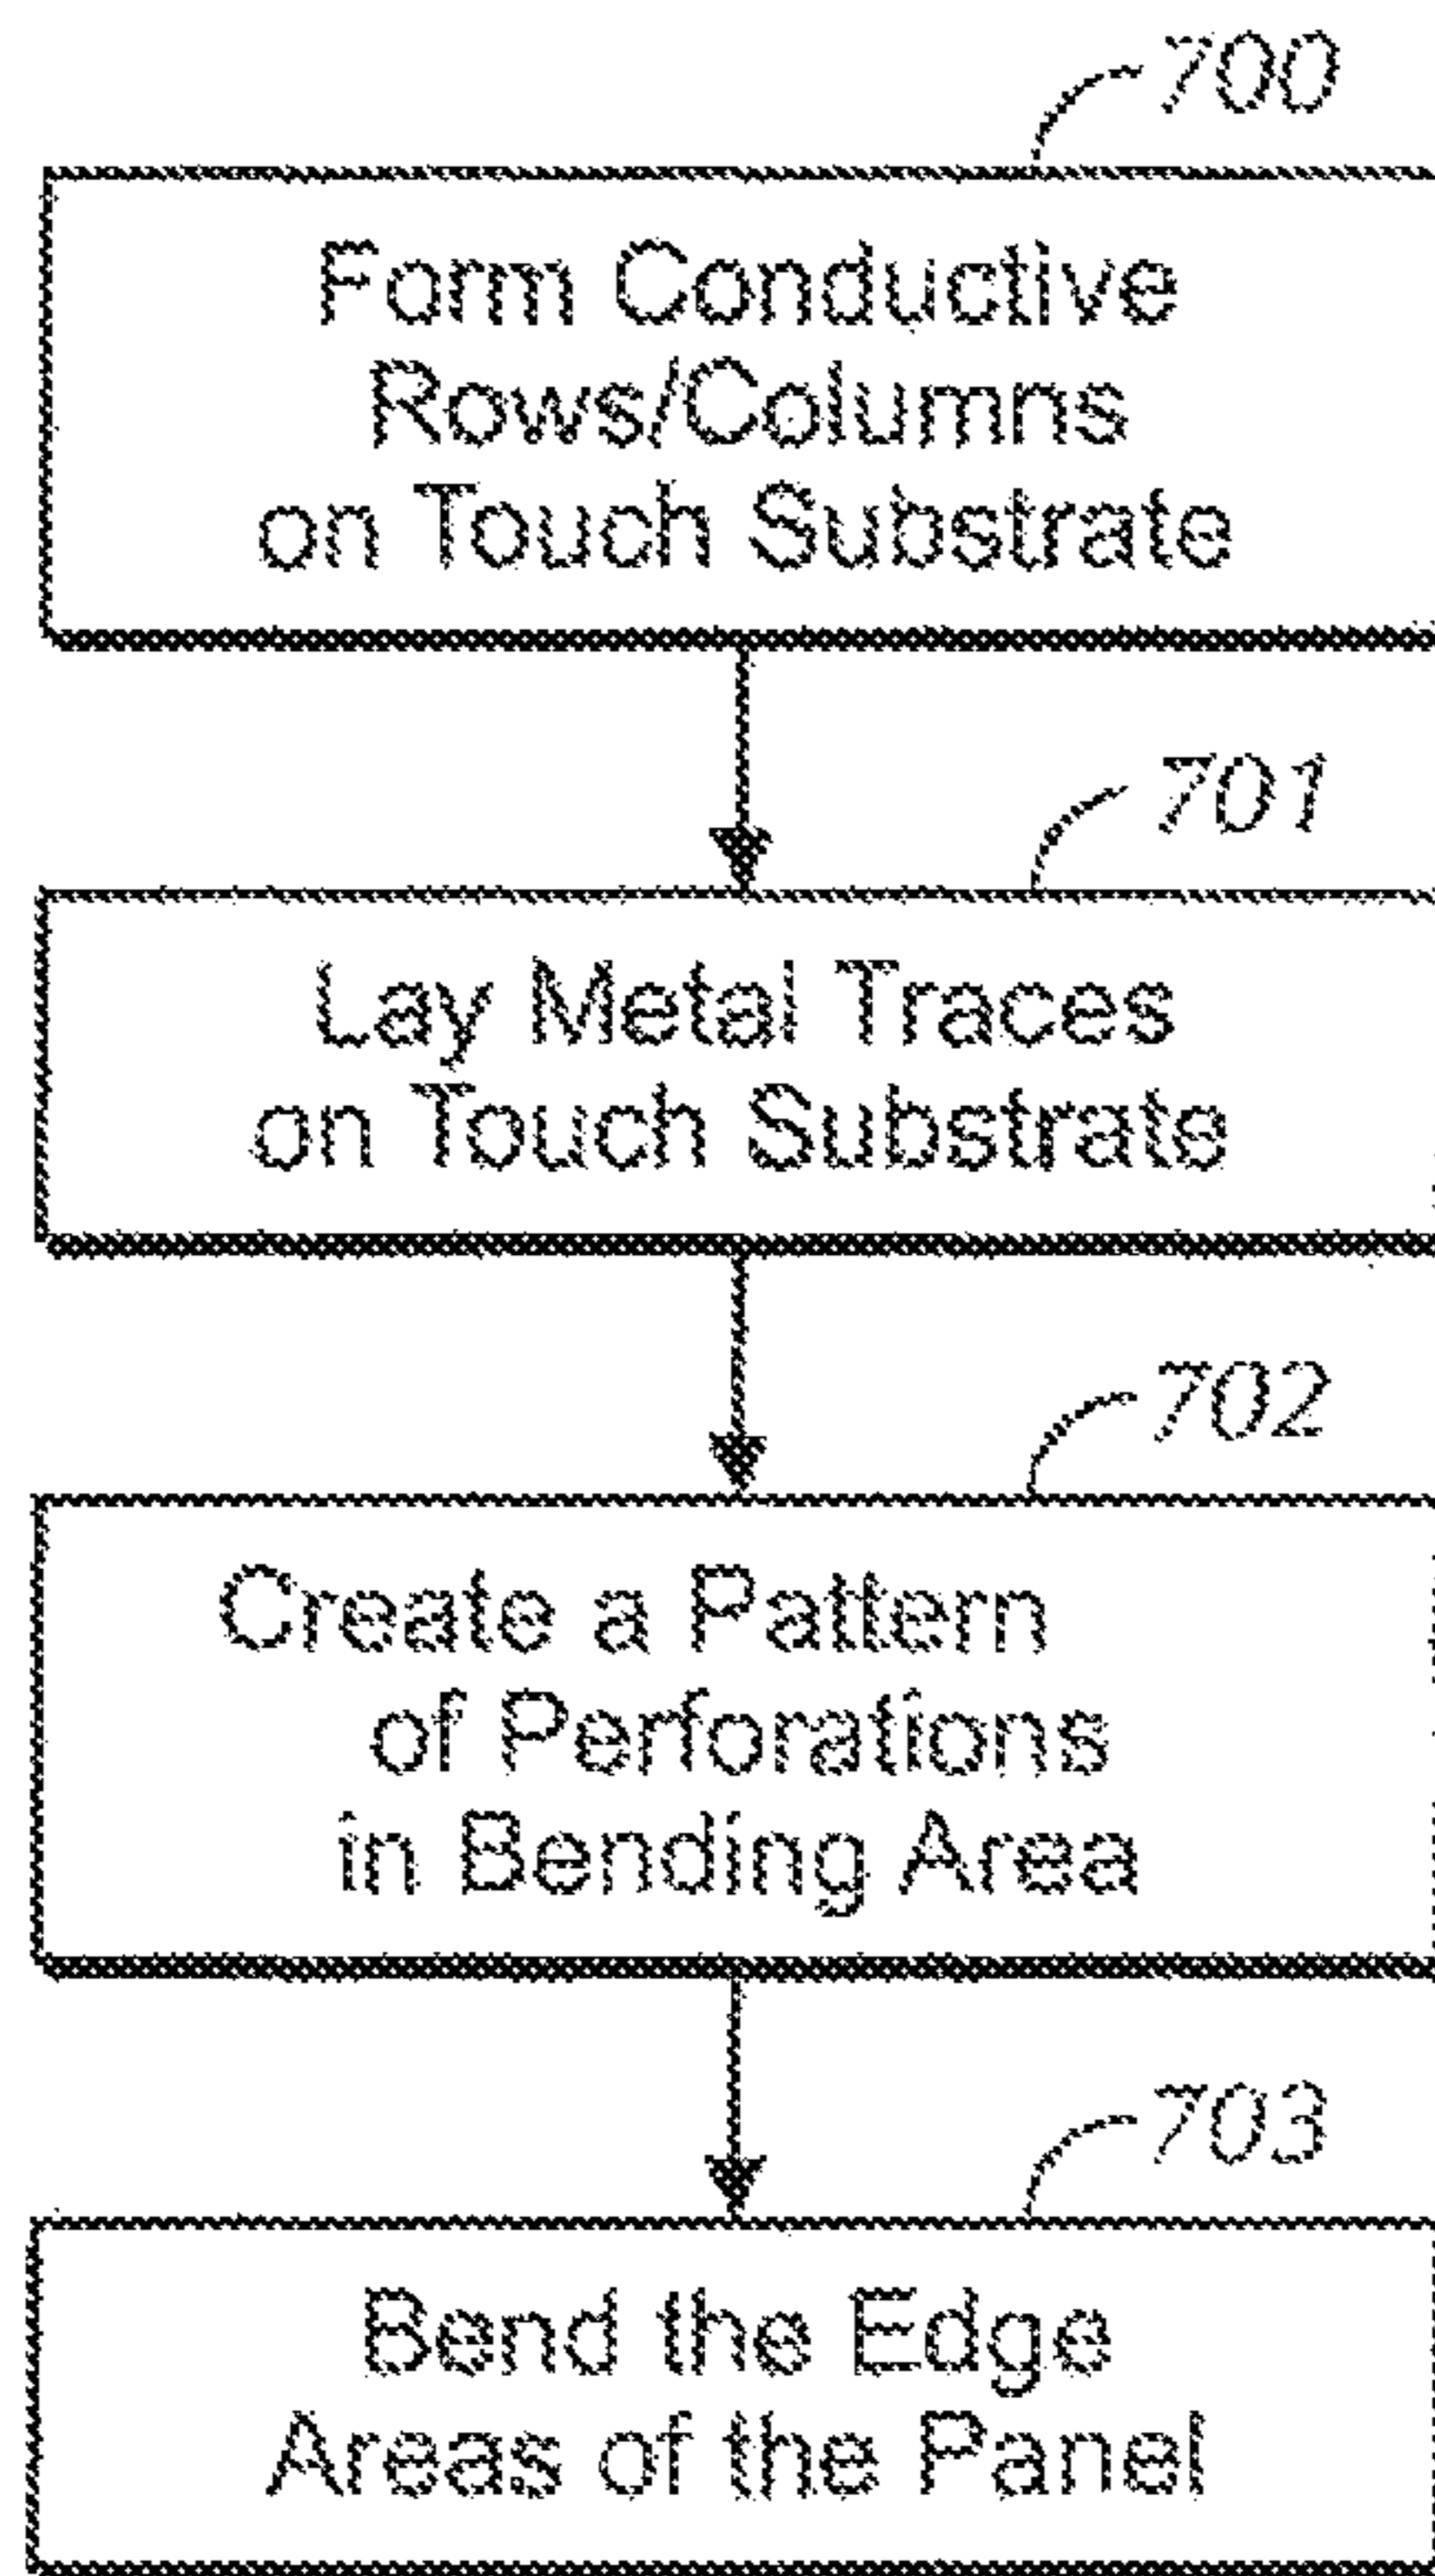 700
Form Conductive
Rows/Columns
on Touch Substrate
701
Lay Metal Traces
on Touch Substrate
702
Create a Pattern
of Perforations
in Bending Area
703
Bend the Edge
Areas of the Panel